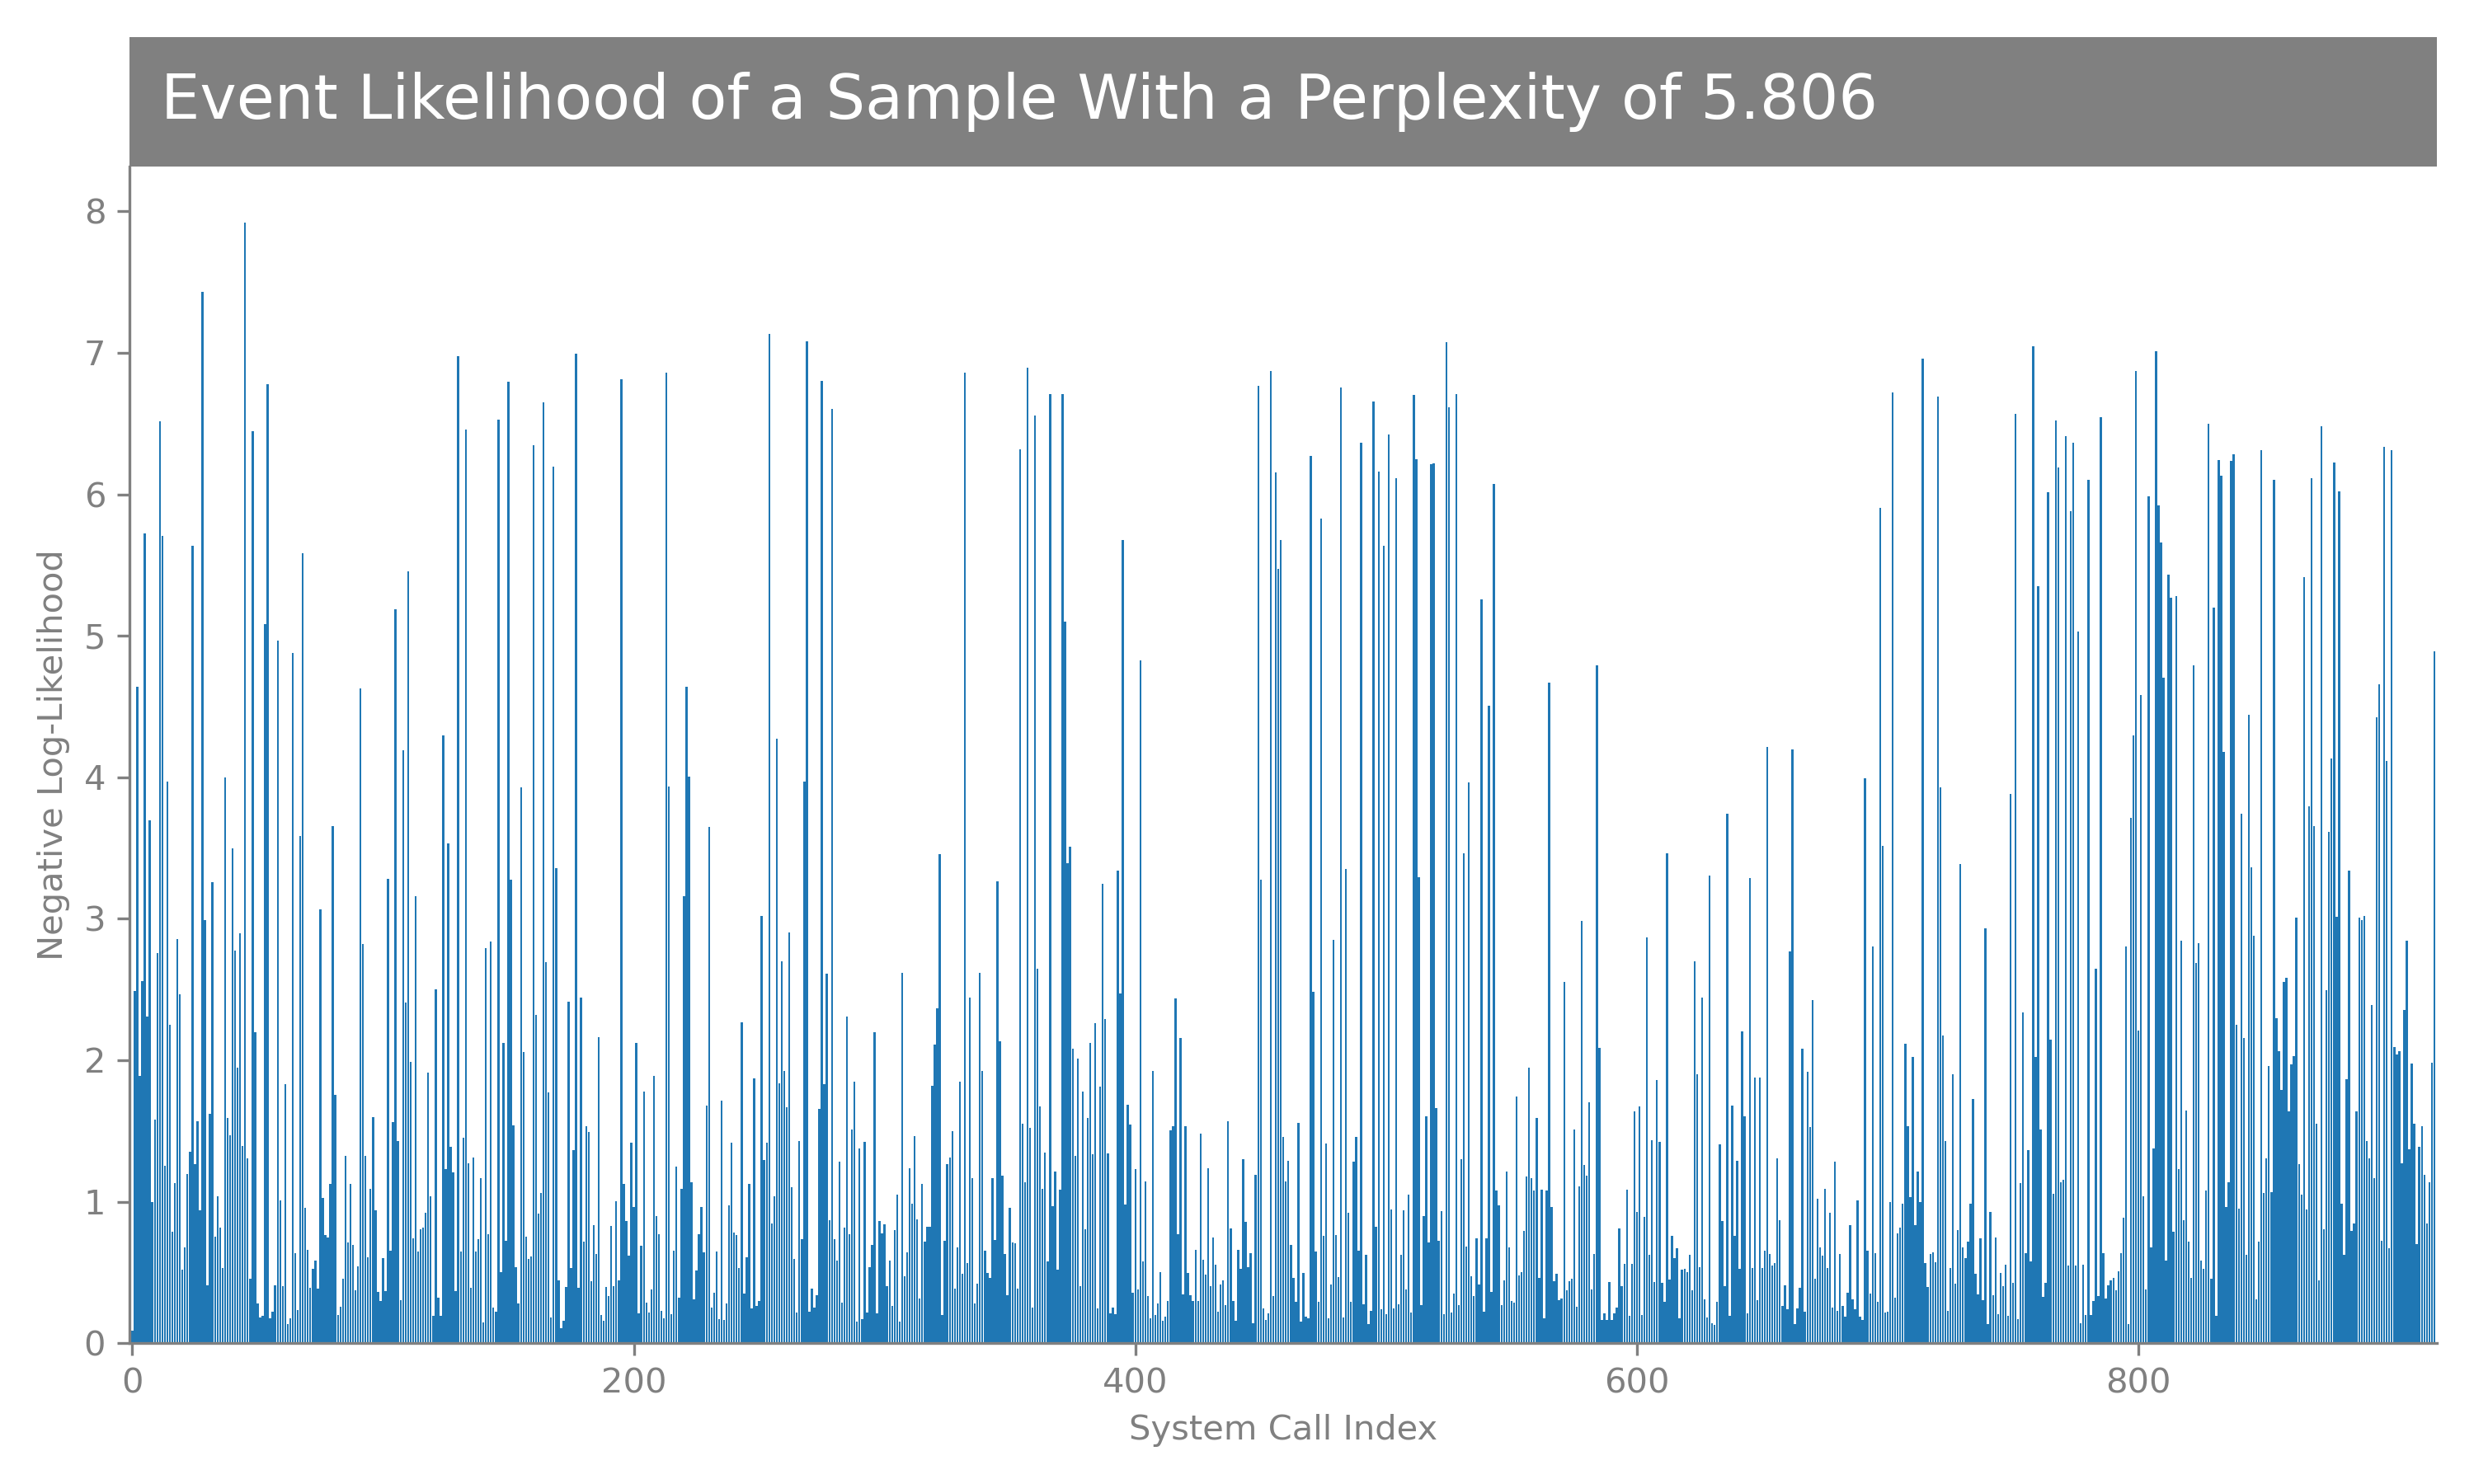 Event Likelihood of a Sample With a Perplexity of 5.806
8
7
6
5
4
3
2
1
0
Negative Log-Likelihood
0 200 400 600 800
System Call Index